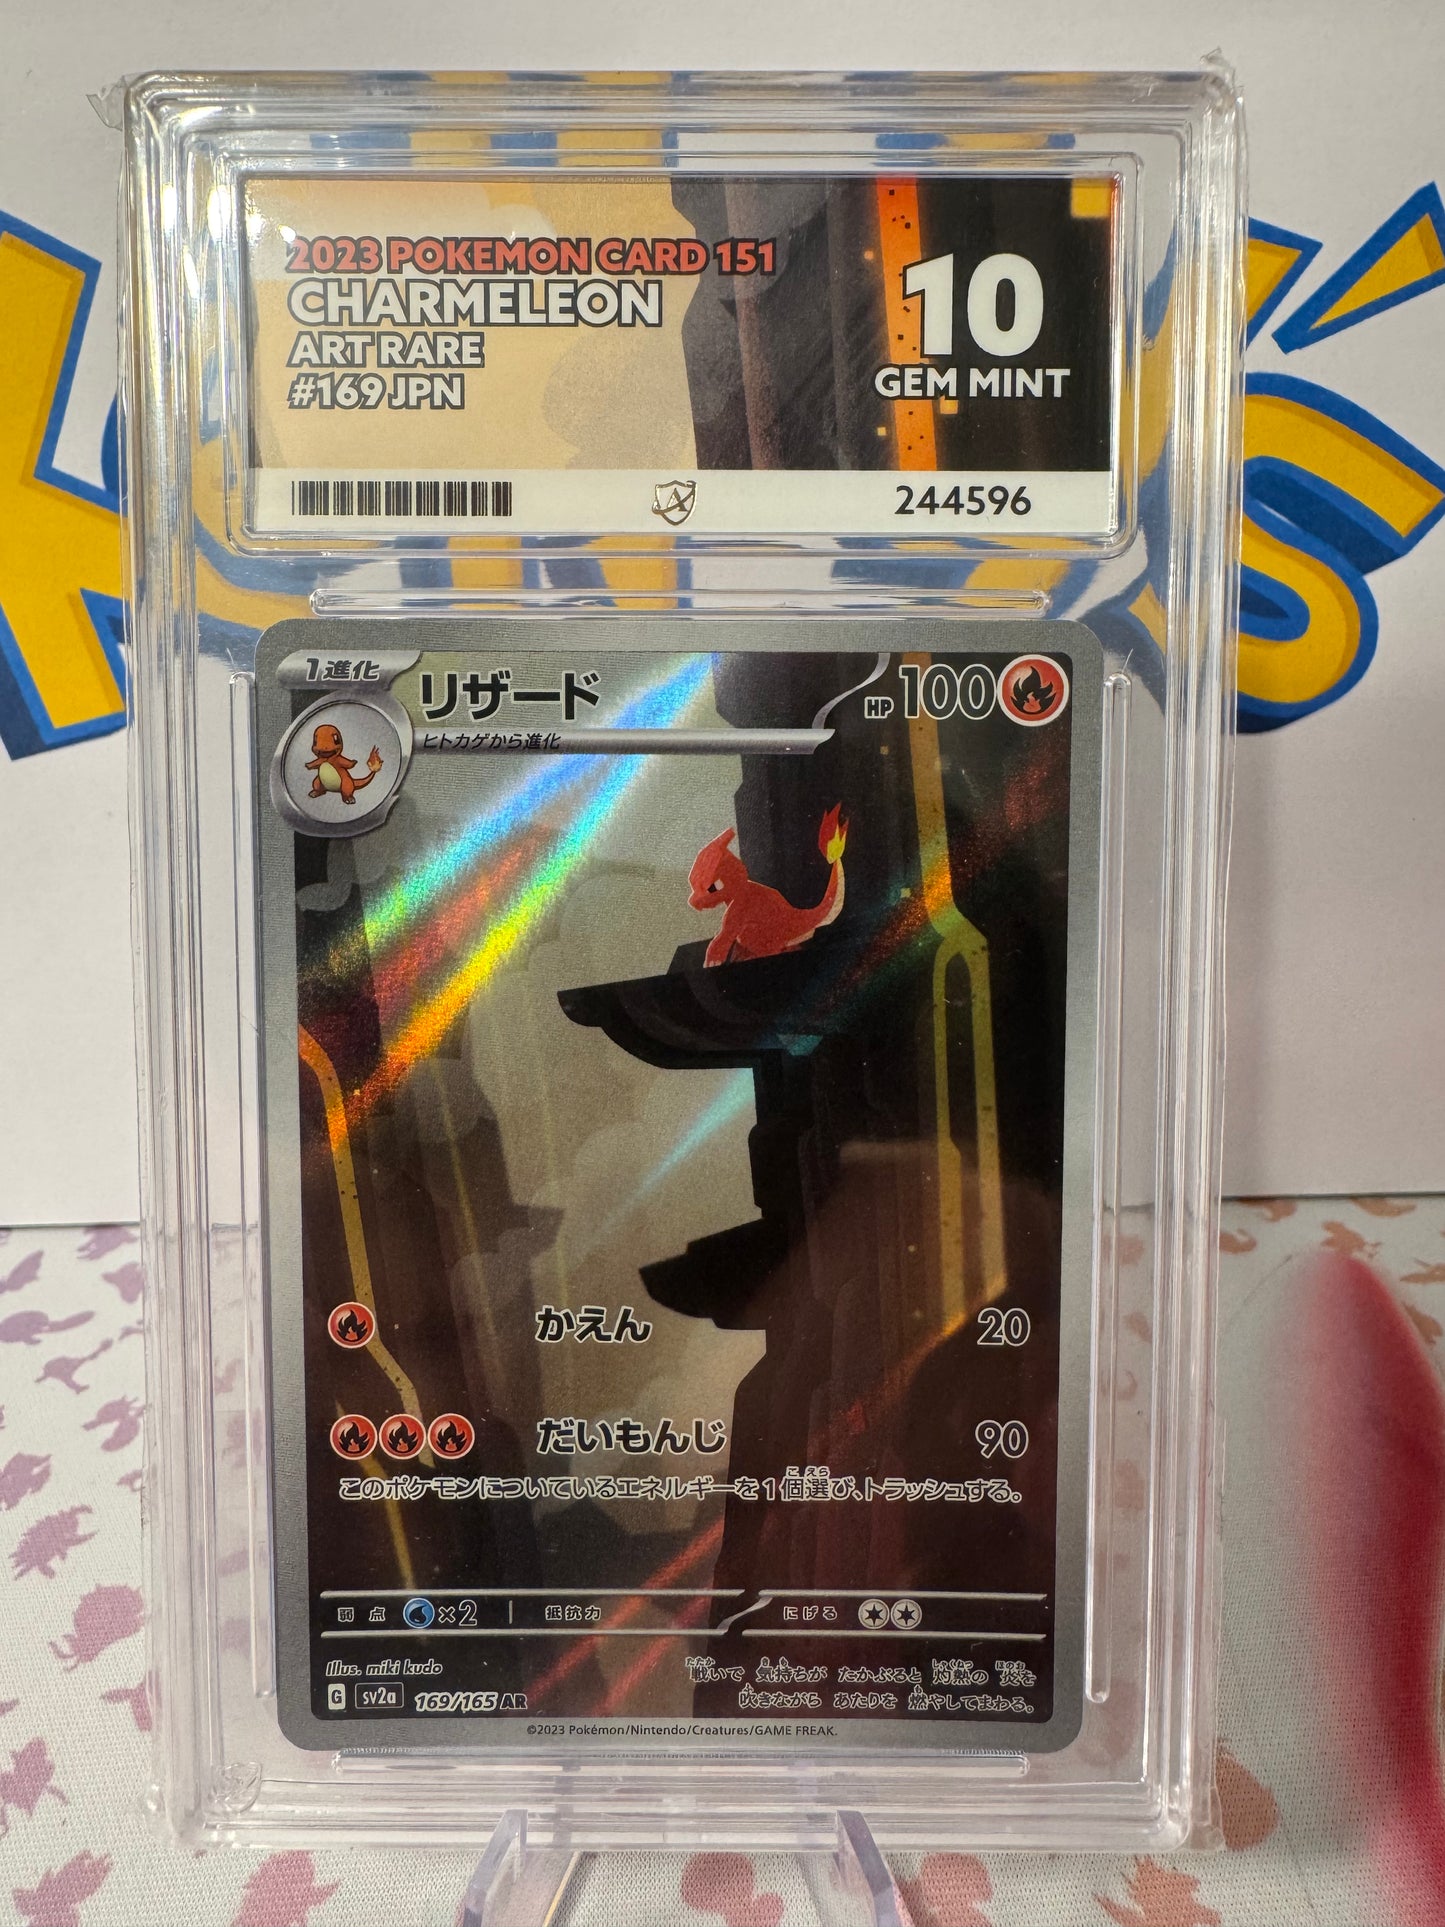 2023 POKEMON CARD 151
CHARMELEON
ART RARE
#169 JPN
10
GEM MINT
244596
1進化
リザード
HP 100
ヒトカゲから進化
かえん 20
だいもんじ 90
このポケモンについているエネルギーを1個選び、トラッシュする。
弱点 ×2 抵抗力 にげる
Illus. miki kudo
G sv2a 169/165 AR
戦いで 気持ちが たかぶると 灼熱の 炎を
吹きながら あたりを 燃やしてまわる。
©2023 Pokémon/Nintendo/Creatures/GAME FREAK.